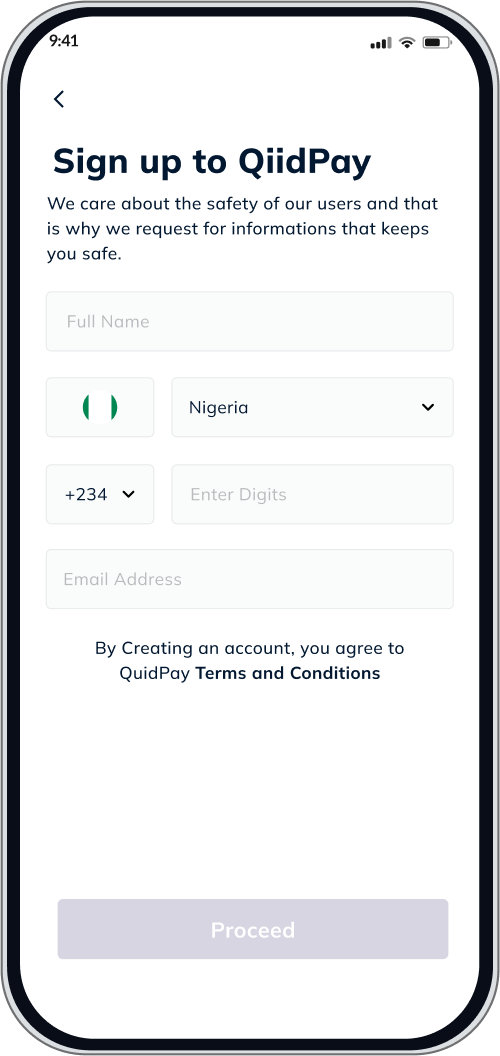 9:41
Sign up to QiidPay
We care about the safety of our users and that
is why we request for informations that keeps
you safe.
Full Name
Nigeria
+234
Enter Digits
Email Address
By Creating an account, you agree to
QuidPay Terms and Conditions
Proceed